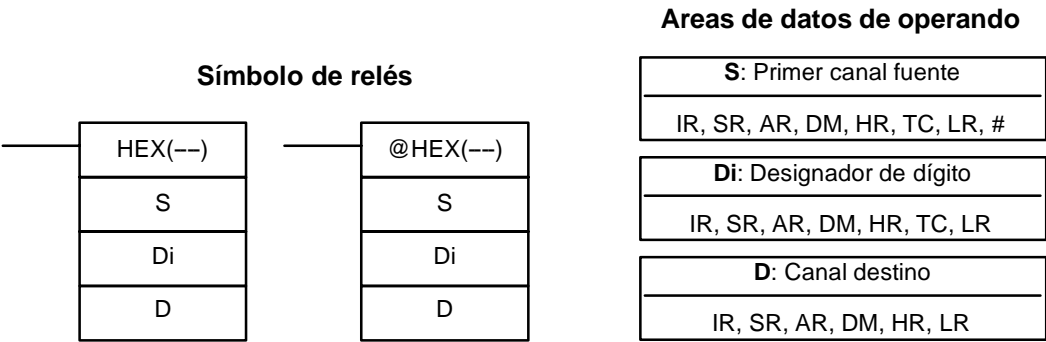 Areas de datos de operando
Símbolo de relés
HEX(––)
S
Di
D
@HEX(––)
S
Di
D
S: Primer canal fuente
IR, SR, AR, DM, HR, TC, LR, #
Di: Designador de dígito
IR, SR, AR, DM, HR, TC, LR
D: Canal destino
IR, SR, AR, DM, HR, LR